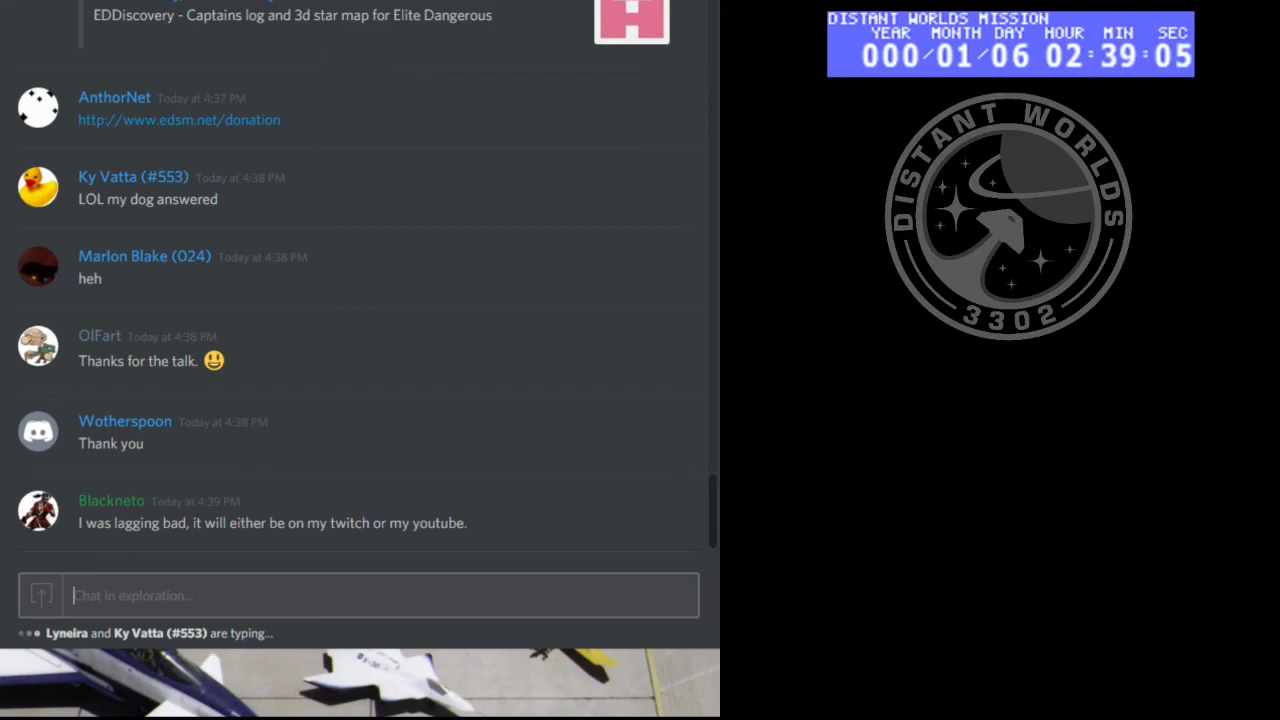 EDDiscovery - Captains log and 3d star map for Elite Dangerous
AnthorNet Today at 4:37 PM
http://www.edsm.net/donation
Ky Vatta (#553) Today at 4:38 PM
LOL my dog answered
Marlon Blake (024) Today at 4:38 PM
heh
OlFart Today at 4:38 PM
Thanks for the talk.
Wotherspoon Today at 4:38 PM
Thank you
Blackneto Today at 4:39 PM
I was lagging bad, it will either be on my twitch or my youtube.
Chat in exploration...
Lyneira and Ky Vatta (#553) are typing...
DISTANT WORLDS MISSION
YEAR MONTH DAY HOUR MIN SEC
000/01/06 02:39:05
DISTANT WORLDS
3302